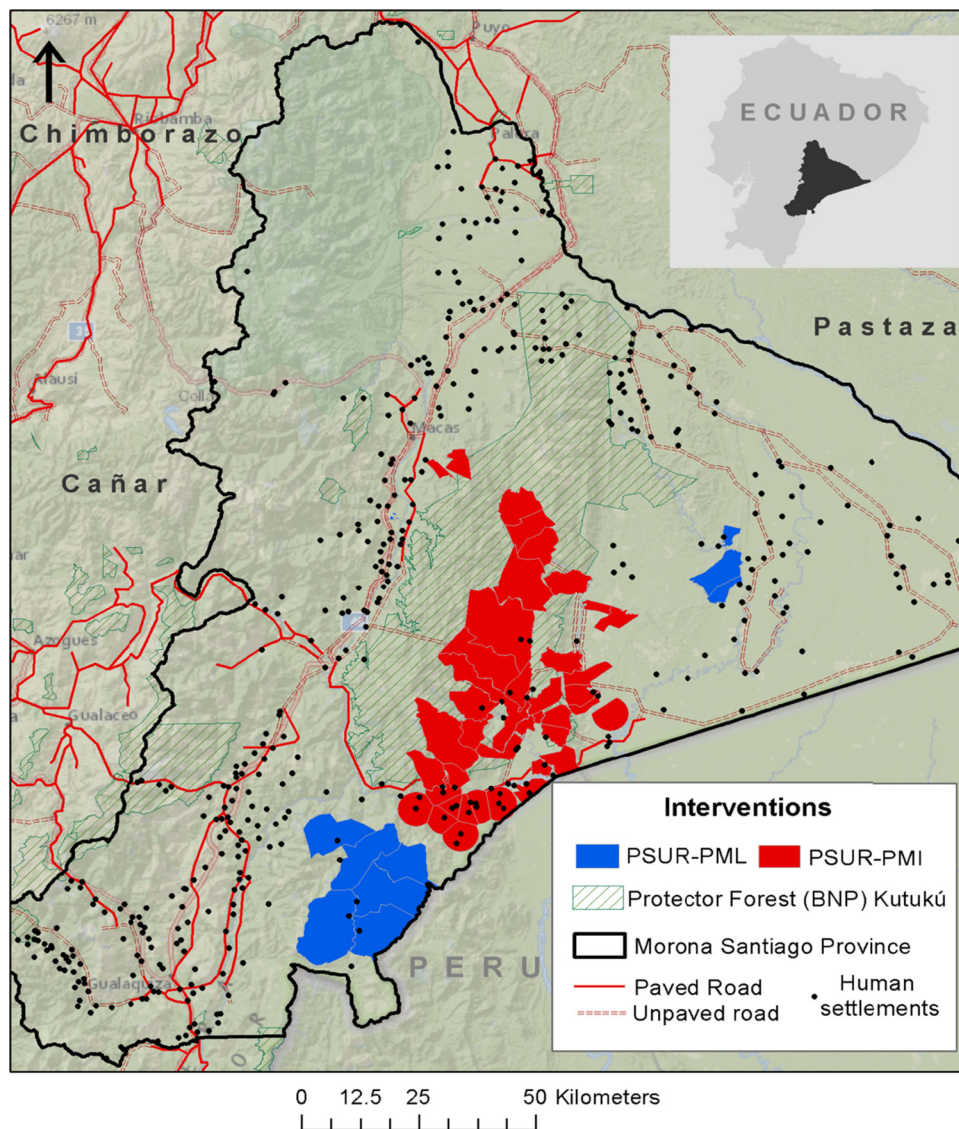 6267 m
Puyo
Riobamba
Chimborazo
Palora
ECUADOR
Pastaza
Alausí
Macas
Cañar
Azogues
Gualaceo
Gualaquiza
PERU
Interventions
PSUR-PML PSUR-PMI
Protector Forest (BNP) Kutukú
Morona Santiago Province
Paved Road
Unpaved road
Human
settlements
0 12.5 25 50 Kilometers